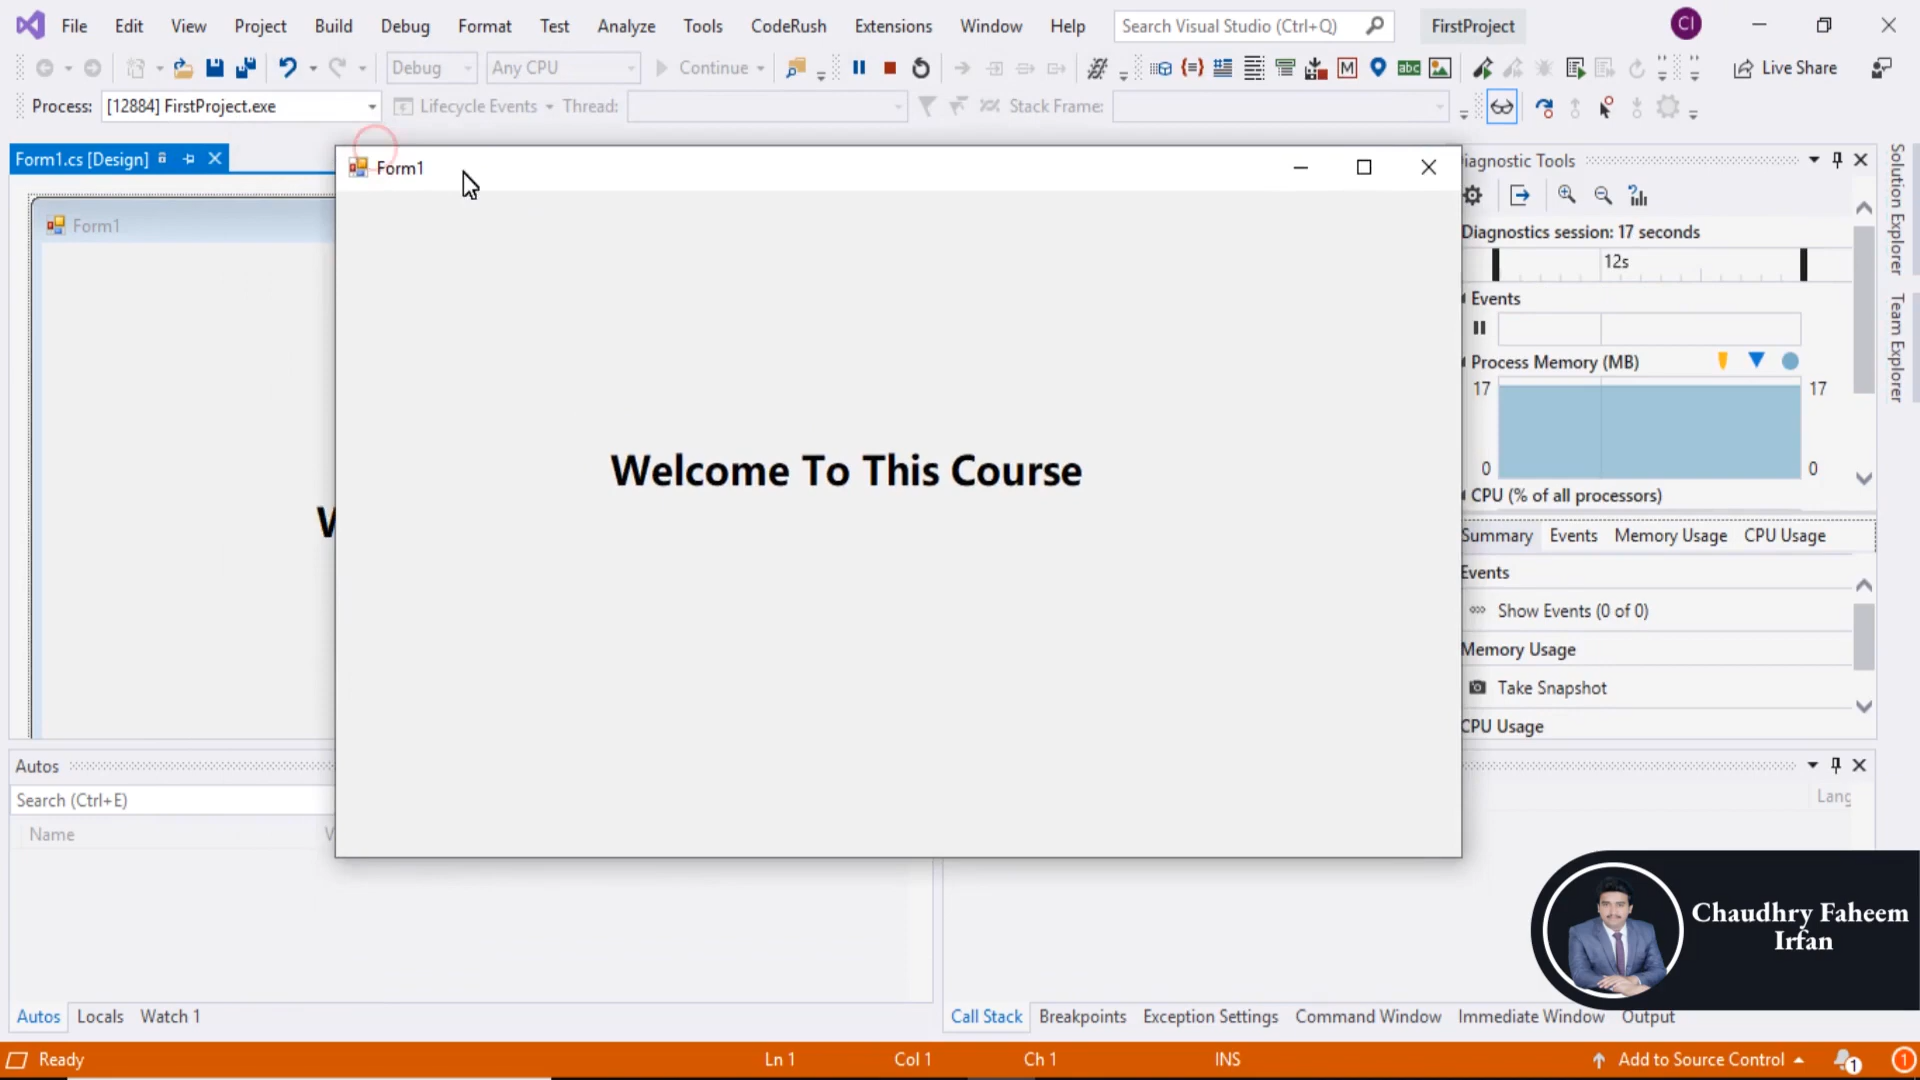 File Edit View Project Build Debug Format Test Analyze Tools CodeRush Extensions Window Help Search Visual Studio (Ctrl+Q) FirstProject CI
Debug Any CPU Continue Live Share
Process: [12884] FirstProject.exe Lifecycle Events Thread: Stack Frame:
Form1.cs [Design]
Form1
Form1
W
Welcome To This Course
iagnostic Tools
Diagnostics session: 17 seconds
12s
Events
Process Memory (MB)
17 17
0 0
CPU (% of all processors)
Summary Events Memory Usage CPU Usage
Events
Show Events (0 of 0)
Memory Usage
Take Snapshot
CPU Usage
Solution Explorer
Team Explorer
Autos
Search (Ctrl+E)
Name V
Lang
Chaudhry Faheem
Irfan
Autos Locals Watch 1
Call Stack Breakpoints Exception Settings Command Window Immediate Window Output
Ready Ln 1 Col 1 Ch 1 INS Add to Source Control 1 1